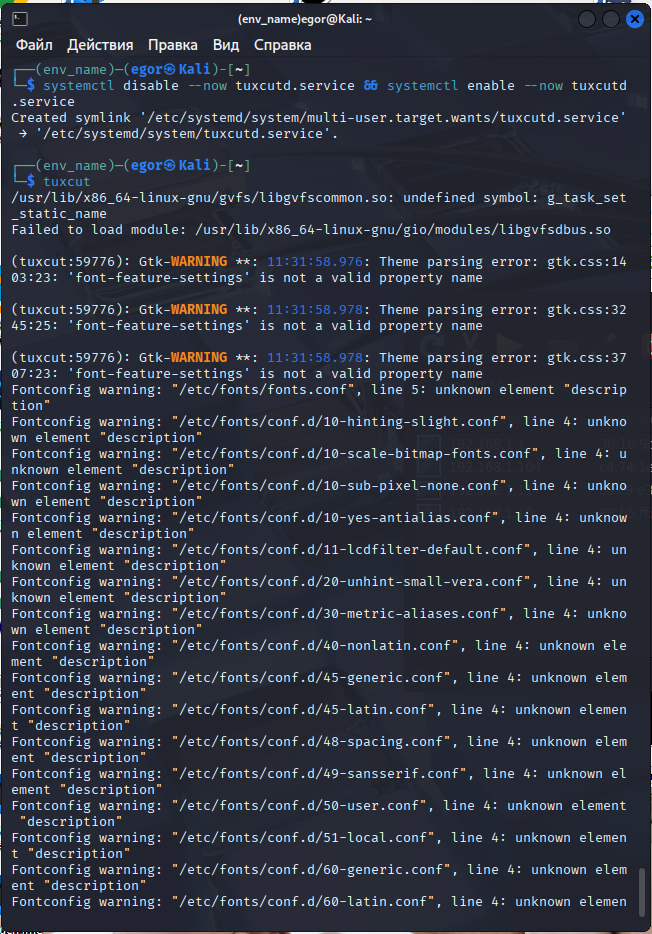 (env_name)egor@Kali: ~
Файл Действия Правка Вид Справка
┌──(env_name)─(egor㉿Kali)-[~]
└─$ systemctl disable --now tuxcutd.service && systemctl enable --now tuxcutd
.service
Created symlink '/etc/systemd/system/multi-user.target.wants/tuxcutd.service'
→ '/etc/systemd/system/tuxcutd.service'.
┌──(env_name)─(egor㉿Kali)-[~]
└─$ tuxcut
/usr/lib/x86_64-linux-gnu/gvfs/libgvfscommon.so: undefined symbol: g_task_set
_static_name
Failed to load module: /usr/lib/x86_64-linux-gnu/gio/modules/libgvfsdbus.so
(tuxcut:59776): Gtk-WARNING **: 11:31:58.976: Theme parsing error: gtk.css:14
03:23: 'font-feature-settings' is not a valid property name
(tuxcut:59776): Gtk-WARNING **: 11:31:58.978: Theme parsing error: gtk.css:32
45:25: 'font-feature-settings' is not a valid property name
(tuxcut:59776): Gtk-WARNING **: 11:31:58.978: Theme parsing error: gtk.css:37
07:23: 'font-feature-settings' is not a valid property name
Fontconfig warning: "/etc/fonts/fonts.conf", line 5: unknown element "descrip
tion"
Fontconfig warning: "/etc/fonts/conf.d/10-hinting-slight.conf", line 4: unkno
wn element "description"
Fontconfig warning: "/etc/fonts/conf.d/10-scale-bitmap-fonts.conf", line 4: u
nknown element "description"
Fontconfig warning: "/etc/fonts/conf.d/10-sub-pixel-none.conf", line 4: unkno
wn element "description"
Fontconfig warning: "/etc/fonts/conf.d/10-yes-antialias.conf", line 4: unknow
n element "description"
Fontconfig warning: "/etc/fonts/conf.d/11-lcdfilter-default.conf", line 4: un
known element "description"
Fontconfig warning: "/etc/fonts/conf.d/20-unhint-small-vera.conf", line 4: un
known element "description"
Fontconfig warning: "/etc/fonts/conf.d/30-metric-aliases.conf", line 4: unkno
wn element "description"
Fontconfig warning: "/etc/fonts/conf.d/40-nonlatin.conf", line 4: unknown ele
ment "description"
Fontconfig warning: "/etc/fonts/conf.d/45-generic.conf", line 4: unknown elem
ent "description"
Fontconfig warning: "/etc/fonts/conf.d/45-latin.conf", line 4: unknown elemen
t "description"
Fontconfig warning: "/etc/fonts/conf.d/48-spacing.conf", line 4: unknown elem
ent "description"
Fontconfig warning: "/etc/fonts/conf.d/49-sansserif.conf", line 4: unknown el
ement "description"
Fontconfig warning: "/etc/fonts/conf.d/50-user.conf", line 4: unknown element
"description"
Fontconfig warning: "/etc/fonts/conf.d/51-local.conf", line 4: unknown elemen
t "description"
Fontconfig warning: "/etc/fonts/conf.d/60-generic.conf", line 4: unknown elem
ent "description"
Fontconfig warning: "/etc/fonts/conf.d/60-latin.conf", line 4: unknown elemen